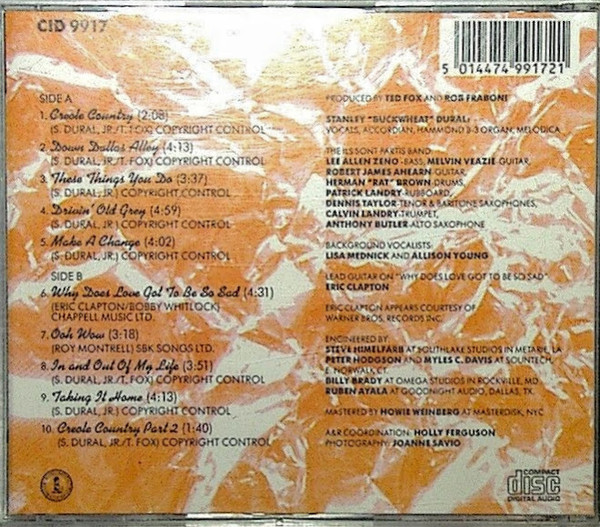 CID 9917
5 014474 991721
SIDE A
1. Creole Country (2:08)
(S. DURAL, JR./T. FOX) COPYRIGHT CONTROL
2. Down Dallas Alley (4:13)
(S. DURAL, JR.) COPYRIGHT CONTROL
3. These Things You Do (3:37)
(S. DURAL, JR.) COPYRIGHT CONTROL
4. Drivin' Old Grey (4:59)
(S. DURAL, JR.) COPYRIGHT CONTROL
5. Make A Change (4:02)
(S. DURAL, JR.) COPYRIGHT CONTROL
SIDE B
6. Why Does Love Got To Be So Sad (4:31)
(ERIC CLAPTON/BOBBY WHITLOCK)
CHAPPELL MUSIC LTD.
7. Ooh Wow (3:18)
(ROY MONTRELL) SBK SONGS LTD.
8. In and Out Of My Life (3:51)
(S. DURAL, JR./T. FOX) COPYRIGHT CONTROL
9. Taking It Home (4:13)
(S. DURAL, JR.) COPYRIGHT CONTROL
10. Creole Country Part 2 (1:40)
(S. DURAL, JR./T. FOX) COPYRIGHT CONTROL
PRODUCED BY TED FOX AND ROB FRABONI
STANLEY "BUCKWHEAT" DURAL:
VOCALS, ACCORDIAN, HAMMOND B-3 ORGAN, MELODICA
THE ILS SONT PARTIS BAND:
LEE ALLEN ZENO-BASS, MELVIN VEAZIE-GUITAR,
ROBERT JAMES AHEARN-GUITAR,
HERMAN "RAT" BROWN-DRUMS,
PATRICK LANDRY-RUBBOARD,
DENNIS TAYLOR-TENOR & BARITONE SAXOPHONES,
CALVIN LANDRY-TRUMPET,
ANTHONY BUTLER-ALTO SAXOPHONE
BACKGROUND VOCALISTS:
LISA MEDNICK AND ALLISON YOUNG
LEAD GUITAR ON "WHY DOES LOVE GOT TO BE SO SAD"
ERIC CLAPTON
ERIC CLAPTON APPEARS COURTESY OF
WARNER BROS. RECORDS INC.
ENGINEERED BY
STEVE HIMELFARB AT SOUTHLAKE STUDIOS IN METARIE, LA
PETER HODGSON AND MYLES C. DAVIS AT SOUNTECH,
E. NORWALK, CT.
BILLY BRADY AT OMEGA STUDIOS IN ROCKVILLE, MD
RUBEN AYALA AT GOODNIGHT AUDIO, DALLAS, TX.
MASTERED BY HOWIE WEINBERG AT MASTERDISK, NYC
A&R COORDINATION: HOLLY FERGUSON
PHOTOGRAPHY: JOANNE SAVIO
COMPACT
disc
DIGITAL AUDIO